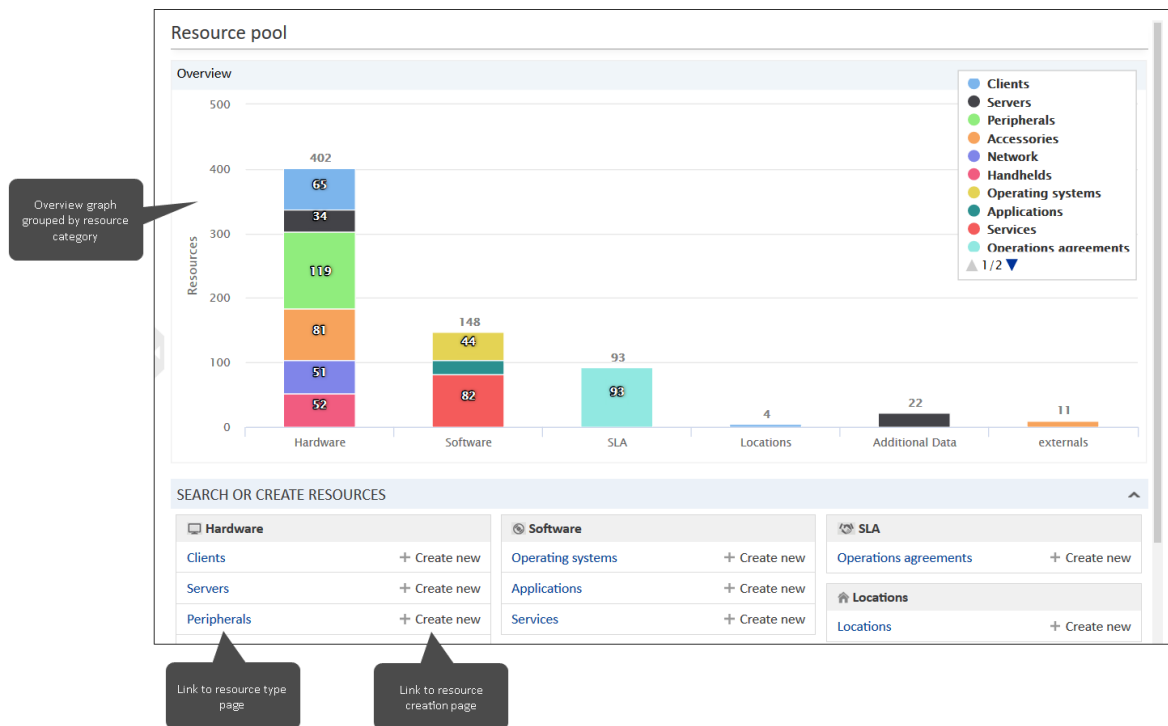 Resource pool
Overview
Clients
Servers
Peripherals
Accessories
Network
Handhelds
Operating systems
Applications
Services
Operations agreements
1/2
500
400
300
200
100
0
Resources
402
65
34
119
81
51
52
148
44
82
93
93
4
22
11
Hardware
Software
SLA
Locations
Additional Data
externals
Overview graph
grouped by resource
category
SEARCH OR CREATE RESOURCES
Hardware
Clients + Create new
Servers + Create new
Peripherals + Create new
Software
Operating systems + Create new
Applications + Create new
Services + Create new
SLA
Operations agreements + Create new
Locations
Locations + Create new
Link to resource type
page
Link to resource
creation page